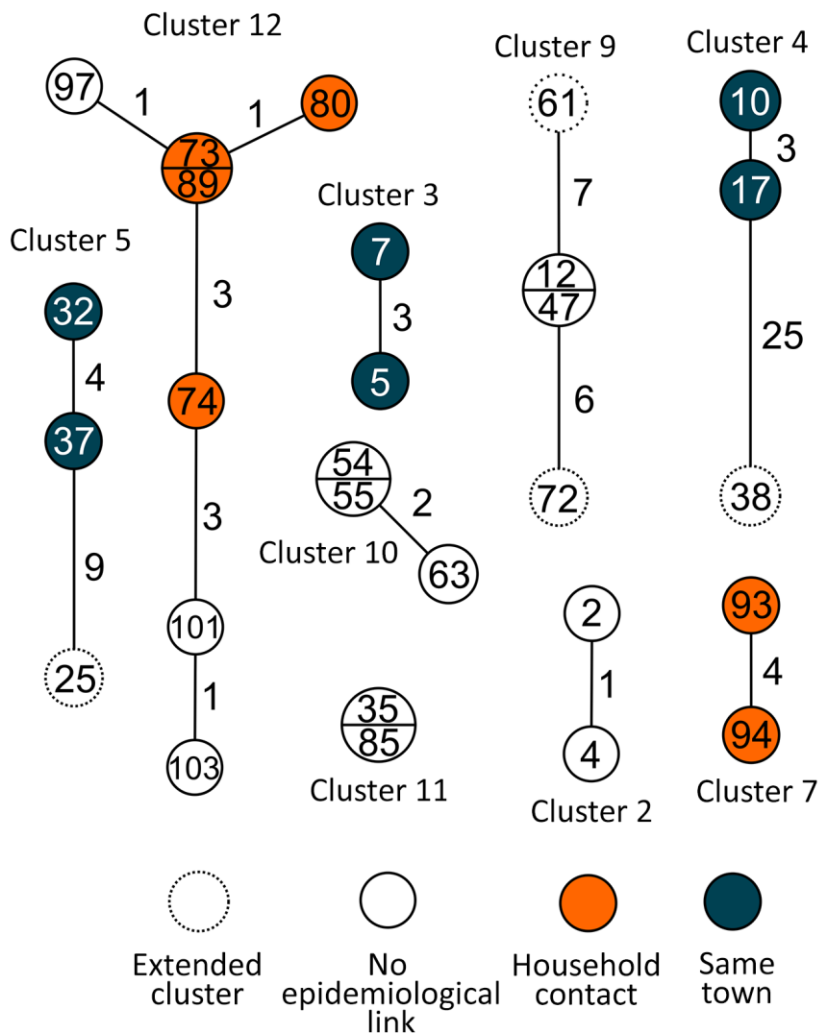 Cluster 12
97
1
1
80
73
89
3
74
3
101
1
103
Cluster 5
32
4
37
9
25
Cluster 3
7
3
5
54
55
2
63
Cluster 10
35
85
Cluster 11
Cluster 9
61
7
12
47
6
72
Cluster 4
10
3
17
25
38
2
1
4
Cluster 2
93
4
94
Cluster 7
Extended
cluster
No
epidemiological
link
Household
contact
Same
town